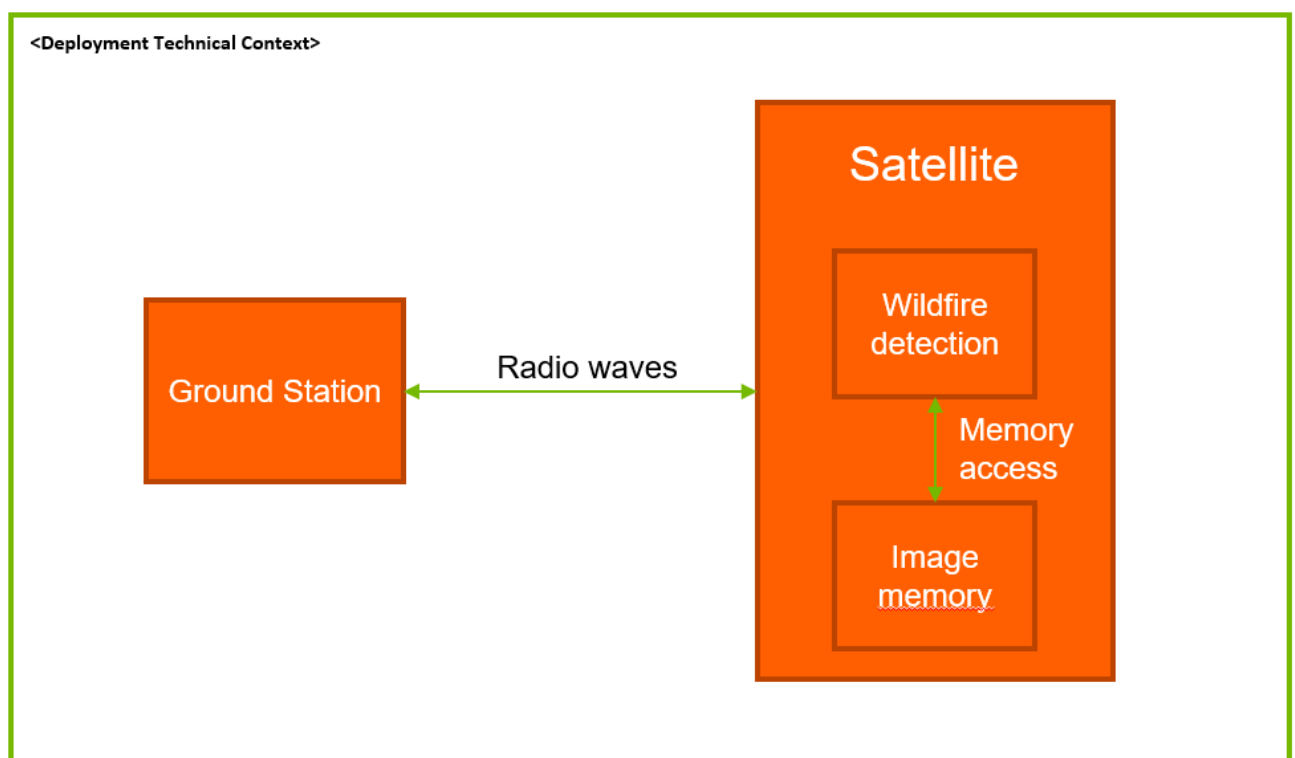 <Deployment Technical Context>
Satellite
Wildfire
detection
Radio waves
Ground Station
Memory
access
Image
memory